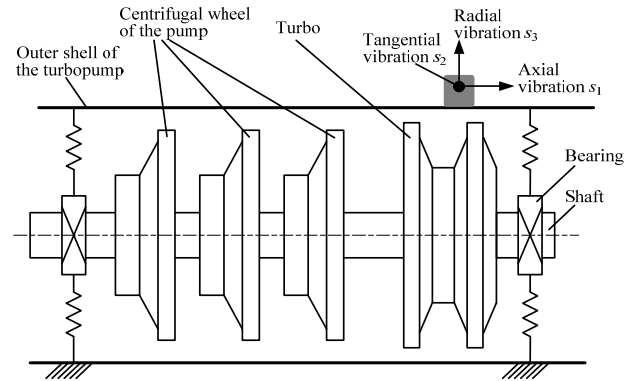 Centrifugal wheel
of the pump
Turbo
Radial
vibration s3
Tangential
vibration s2
Outer shell of
the turbopump
Axial
vibration s1
Bearing
Shaft